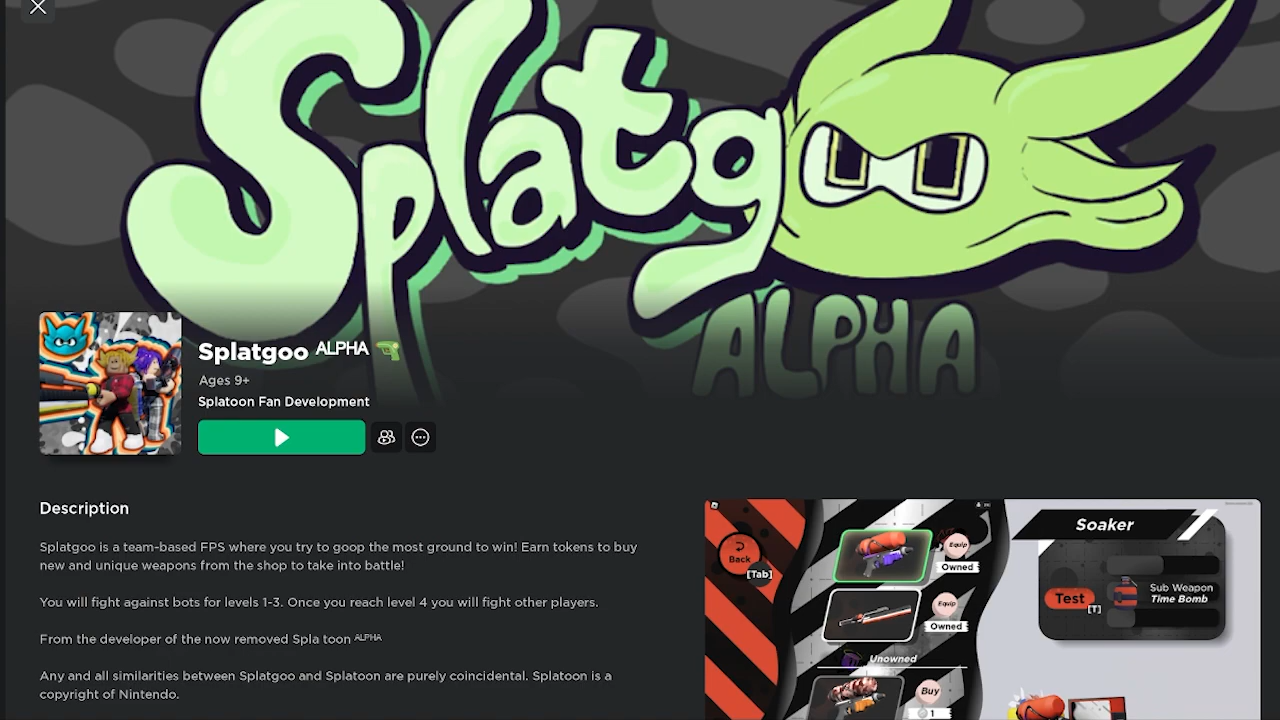 Splatgoo
ALPHA
Splatgoo ALPHA
Ages 9+
Splatoon Fan Development
Description
Splatgoo is a team-based FPS where you try to goop the most ground to win! Earn tokens to buy
new and unique weapons from the shop to take into battle!
You will fight against bots for levels 1-3. Once you reach level 4 you will fight other players.
From the developer of the now removed Spla toon ALPHA
Any and all similarities between Splatgoo and Splatoon are purely coincidental. Splatoon is a
copyright of Nintendo.
Back
[Tab]
Equip
Owned
Equip
Owned
Unowned
Buy
1
Soaker
Test
[T]
Sub Weapon
Time Bomb